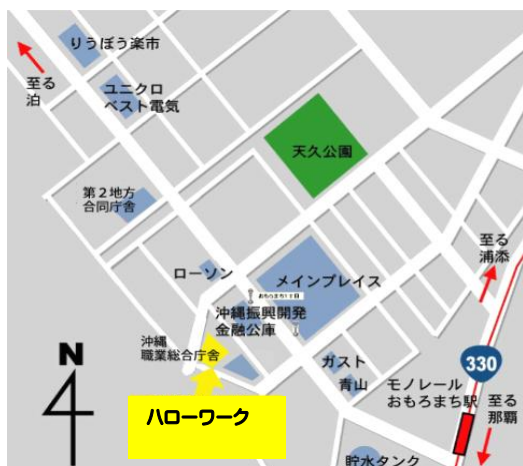 りうぼう楽市
至る
泊
ユニクロ
ベスト電気
天久公園
第２地方
合同庁舎
至る
浦添
ローソン
メインプレイス
おもろまち1丁目
沖縄振興開発
金融公庫
沖縄
職業総合庁舎
ガスト
青山
330
モノレール
おもろまち駅
至る
那覇
N
ハローワーク
貯水タンク